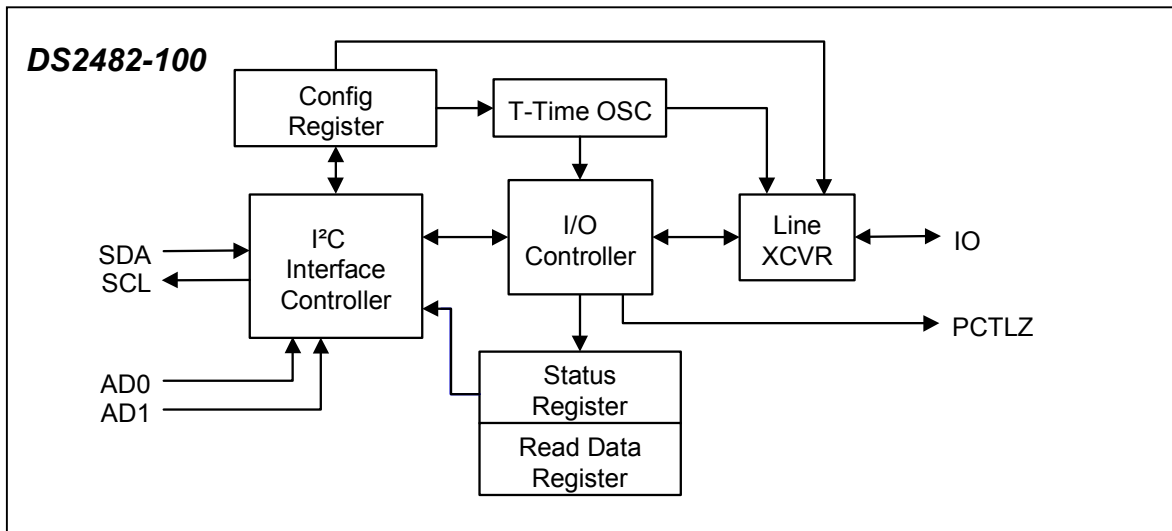 DS2482-100
Config
Register
T-Time OSC
I²C
Interface
Controller
I/O
Controller
Line
XCVR
SDA
SCL
IO
PCTLZ
AD0
AD1
Status
Register
Read Data
Register